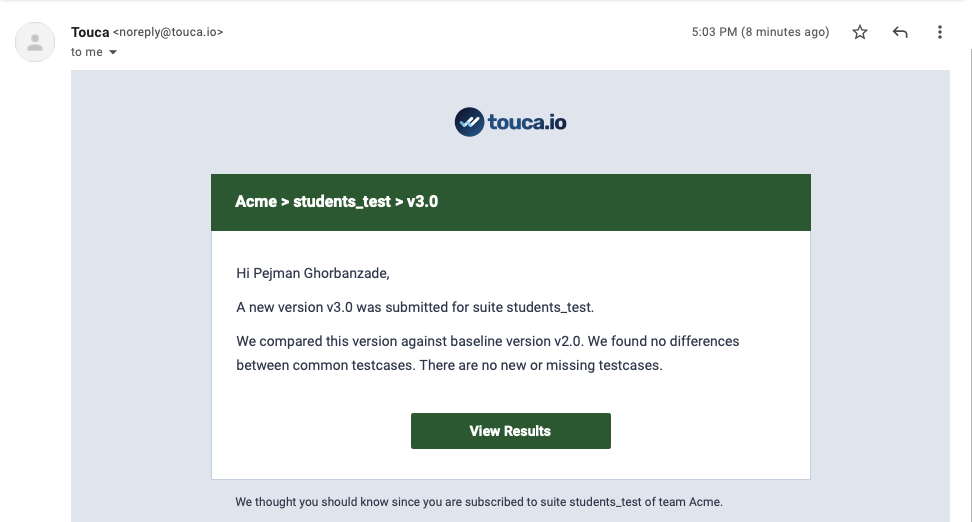 Touca <noreply@touca.io> 5:03 PM (8 minutes ago)
to me
touca.io
Acme > students_test > v3.0
Hi Pejman Ghorbanzade,
A new version v3.0 was submitted for suite students_test.
We compared this version against baseline version v2.0. We found no differences
between common testcases. There are no new or missing testcases.
View Results
We thought you should know since you are subscribed to suite students_test of team Acme.